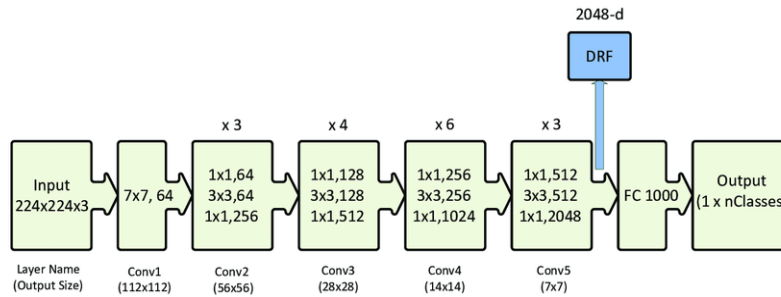 2048-d
DRF
x 3
x 4
x 6
x 3
Input
224x224x3
7x7, 64
1x1,64
3x3,64
1x1,256
1x1,128
3x3,128
1x1,512
1x1,256
3x3,256
1x1,1024
1x1,512
3x3,512
1x1,2048
FC 1000
Output
(1 x nClasses
Layer Name
(Output Size)
Conv1
(112x112)
Conv2
(56x56)
Conv3
(28x28)
Conv4
(14x14)
Conv5
(7x7)